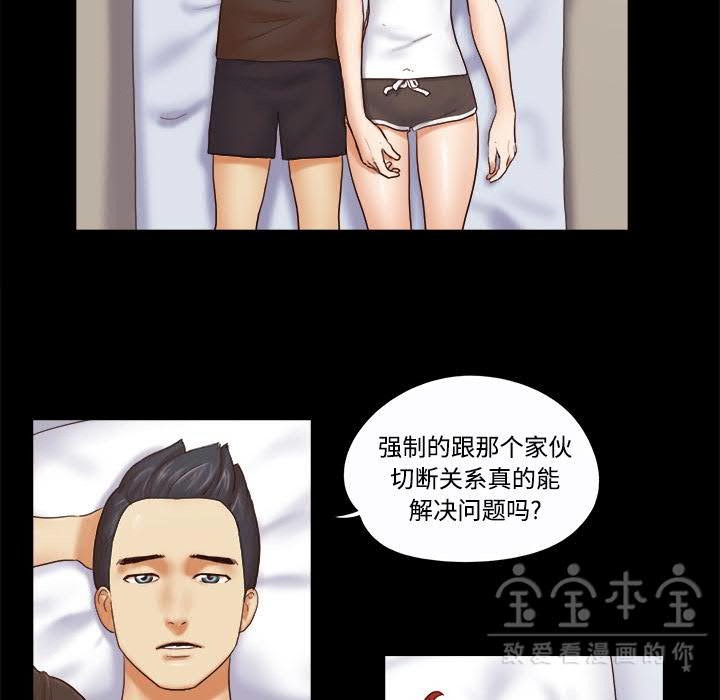 强制的跟那个家伙
切断关系真的能
解决问题吗?
宝宝本宝
致爱看漫画的你